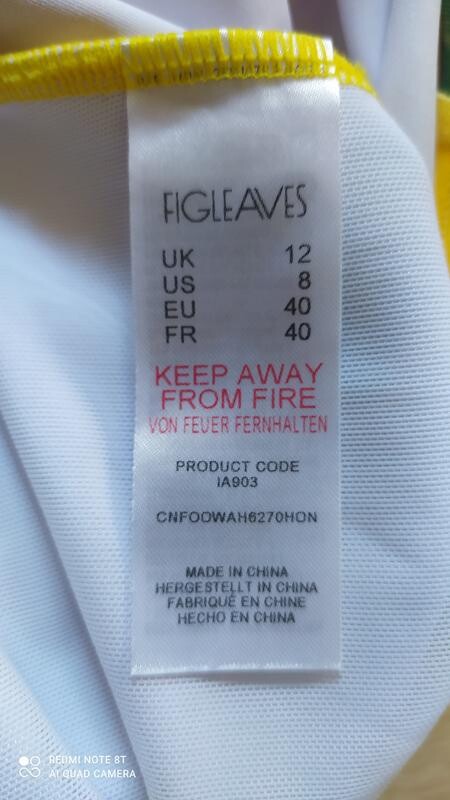 FIGLEAVES
UK 12
US 8
EU 40
FR 40
KEEP AWAY
FROM FIRE
VON FEUER FERNHALTEN
PRODUCT CODE
IA903
CNFOOWAH6270HON
MADE IN CHINA
HERGESTELLT IN CHINA
FABRIQUÉ EN CHINE
HECHO EN CHINA
REDMI NOTE 8T
AI QUAD CAMERA